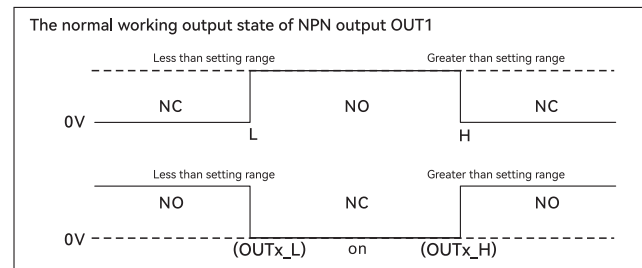 The normal working output state of NPN output OUT1
Less than setting range Greater than setting range
NC NO NC
0V
L H
Less than setting range Greater than setting range
NO NC NO
0V
(OUTx_L) on (OUTx_H)